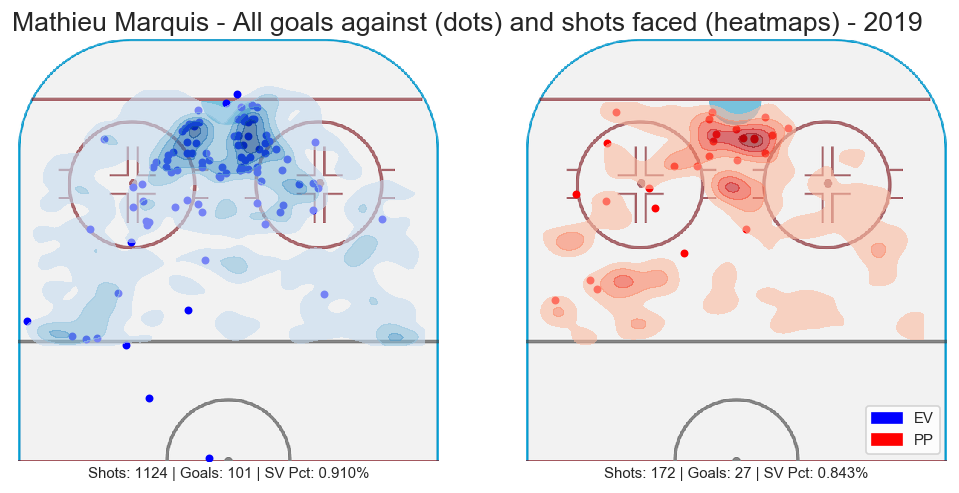 Mathieu Marquis - All goals against (dots) and shots faced (heatmaps) - 2019
EV
PP
Shots: 1124 | Goals: 101 | SV Pct: 0.910%
Shots: 172 | Goals: 27 | SV Pct: 0.843%